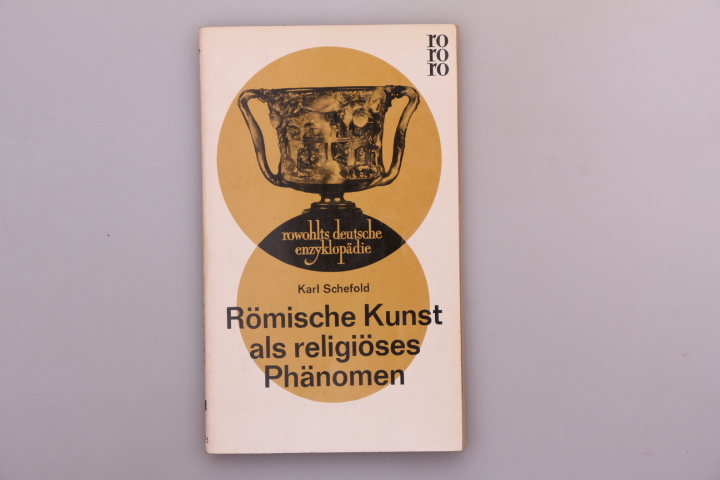 ro
ro
ro
rowohlts deutsche
enzyklopädie
Karl Schefold
Römische Kunst
als religiöses
Phänomen